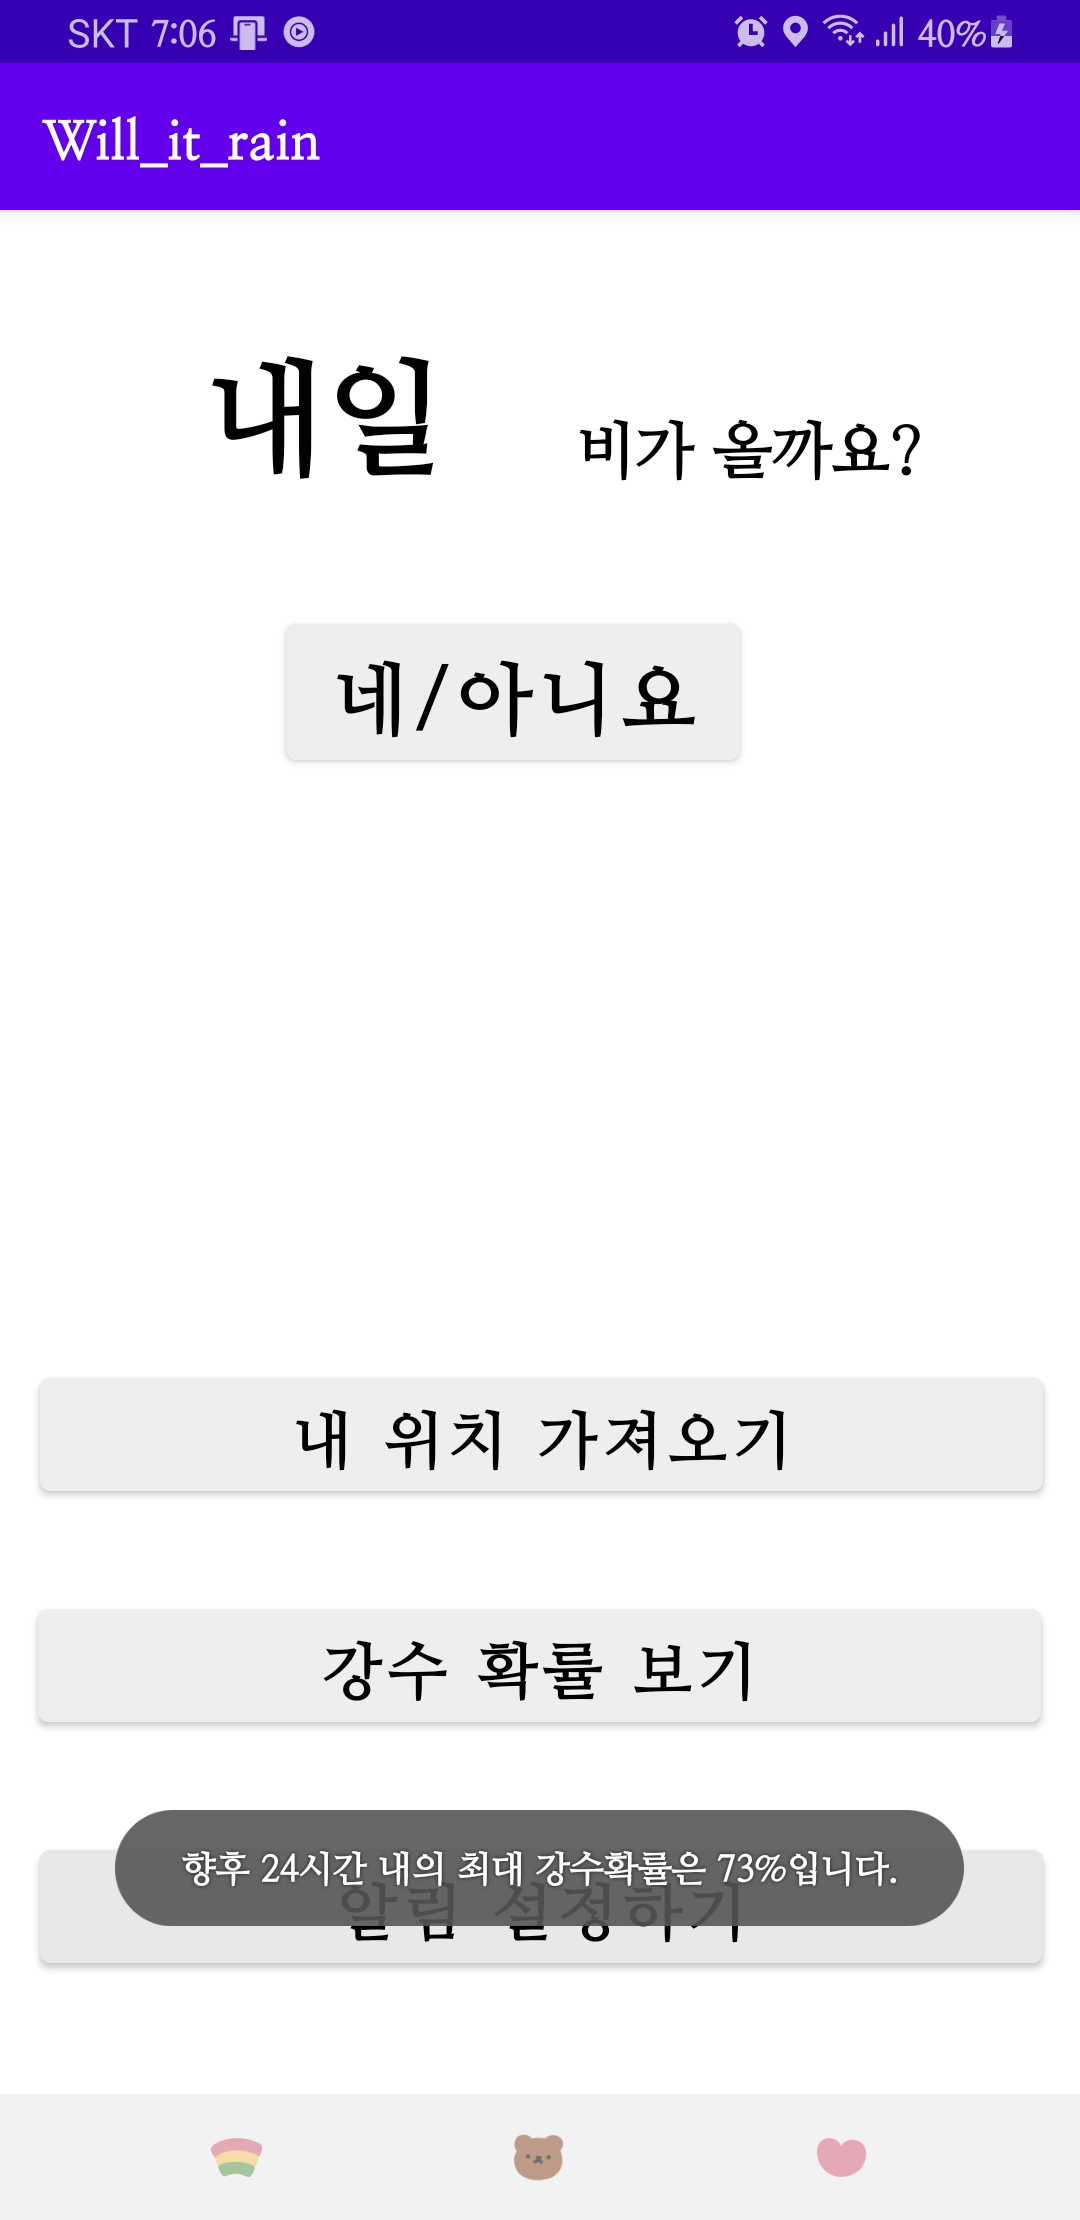 SKT 7:06 40%
Will_it_rain
내일 비가 올까요?
네/아니요
내 위치 가져오기
강수 확률 보기
향후 24시간 내의 최대 강수확률은 73%입니다.
알림 설정하기